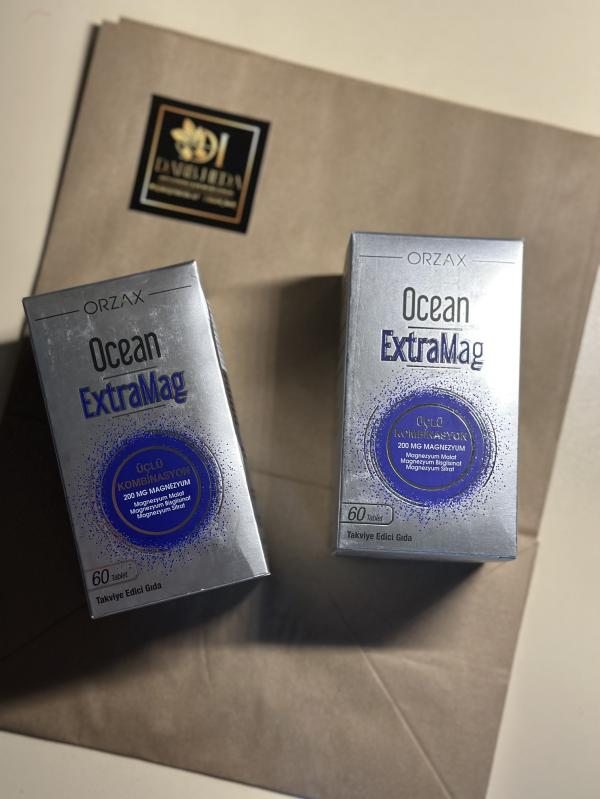 ORZAX
Ocean
ExtraMag
ÜÇLÜ
KOMBİNASYON
200 MG MAGNEZYUM
Magnezyum Malat
Magnezyum Bisglisinat
Magnezyum Sitrat
60 Tablet
Takviye Edici Gıda
ORZAX
Ocean
ExtraMag
ÜÇLÜ
KOMBİNASYON
200 MG MAGNEZYUM
Magnezyum Malat
Magnezyum Bisglisinat
Magnezyum Sitrat
60 Tablet
Takviye Edici Gıda